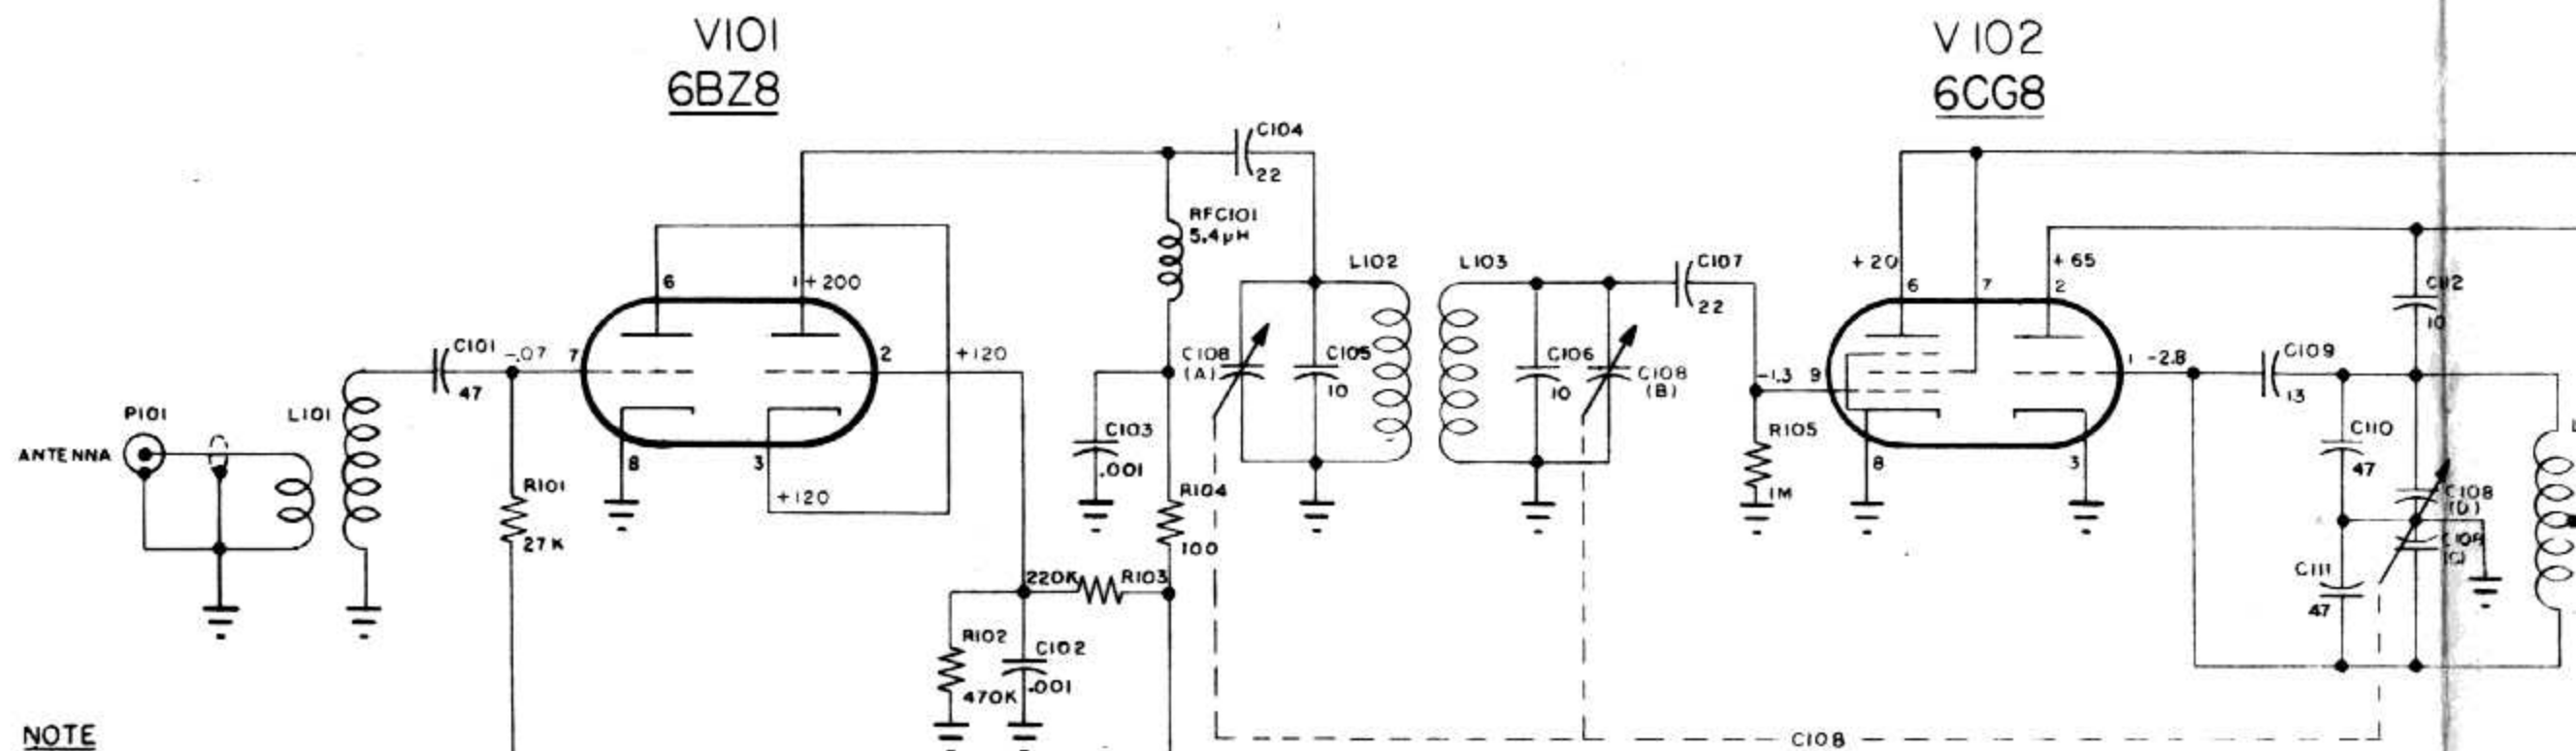 V101
6BZ8
V102
6CG8
C104
22
RFC101
5.4µH
6
1
+200
+20
6
7
+65
2
C112
10
L102
L103
C107
22
C101
47
-.07
7
2
+120
C108
(A)
C105
10
C106
10
C108
(B)
-1.3
9
1
-2.8
C109
13
P101
ANTENNA
L101
8
3
+120
C103
.001
R105
1M
8
3
C110
47
R101
27K
R104
100
C108
(D)
220K
R103
C111
47
(C)
R102
470K
C102
.001
NOTE
C108